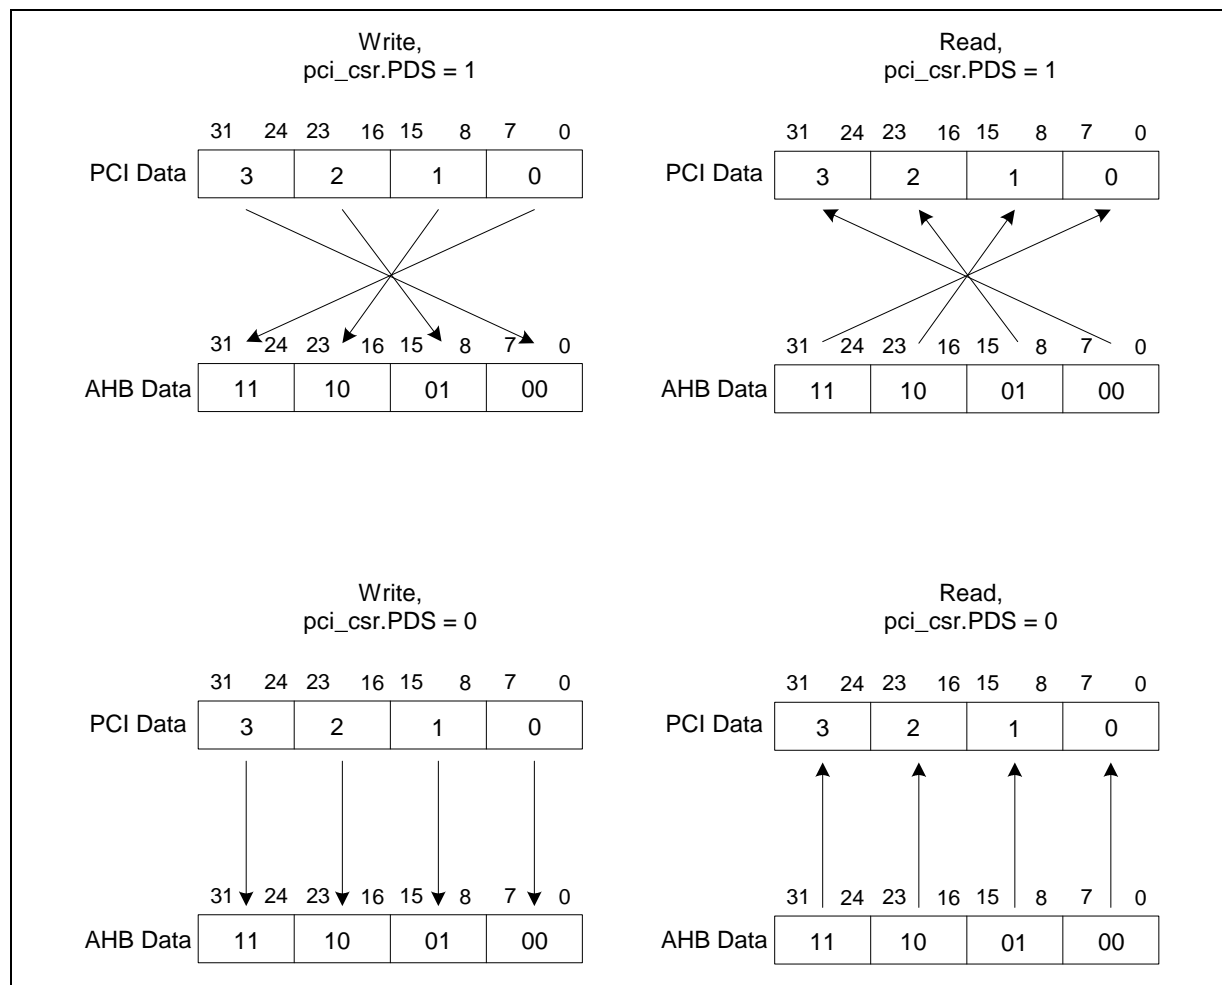 Write,
pci_csr.PDS = 1
31 24 23 16 15 8 7 0
PCI Data 3 2 1 0
31 24 23 16 15 8 7 0
AHB Data 11 10 01 00
Read,
pci_csr.PDS = 1
31 24 23 16 15 8 7 0
PCI Data 3 2 1 0
31 24 23 16 15 8 7 0
AHB Data 11 10 01 00
Write,
pci_csr.PDS = 0
31 24 23 16 15 8 7 0
PCI Data 3 2 1 0
31 24 23 16 15 8 7 0
AHB Data 11 10 01 00
Read,
pci_csr.PDS = 0
31 24 23 16 15 8 7 0
PCI Data 3 2 1 0
31 24 23 16 15 8 7 0
AHB Data 11 10 01 00